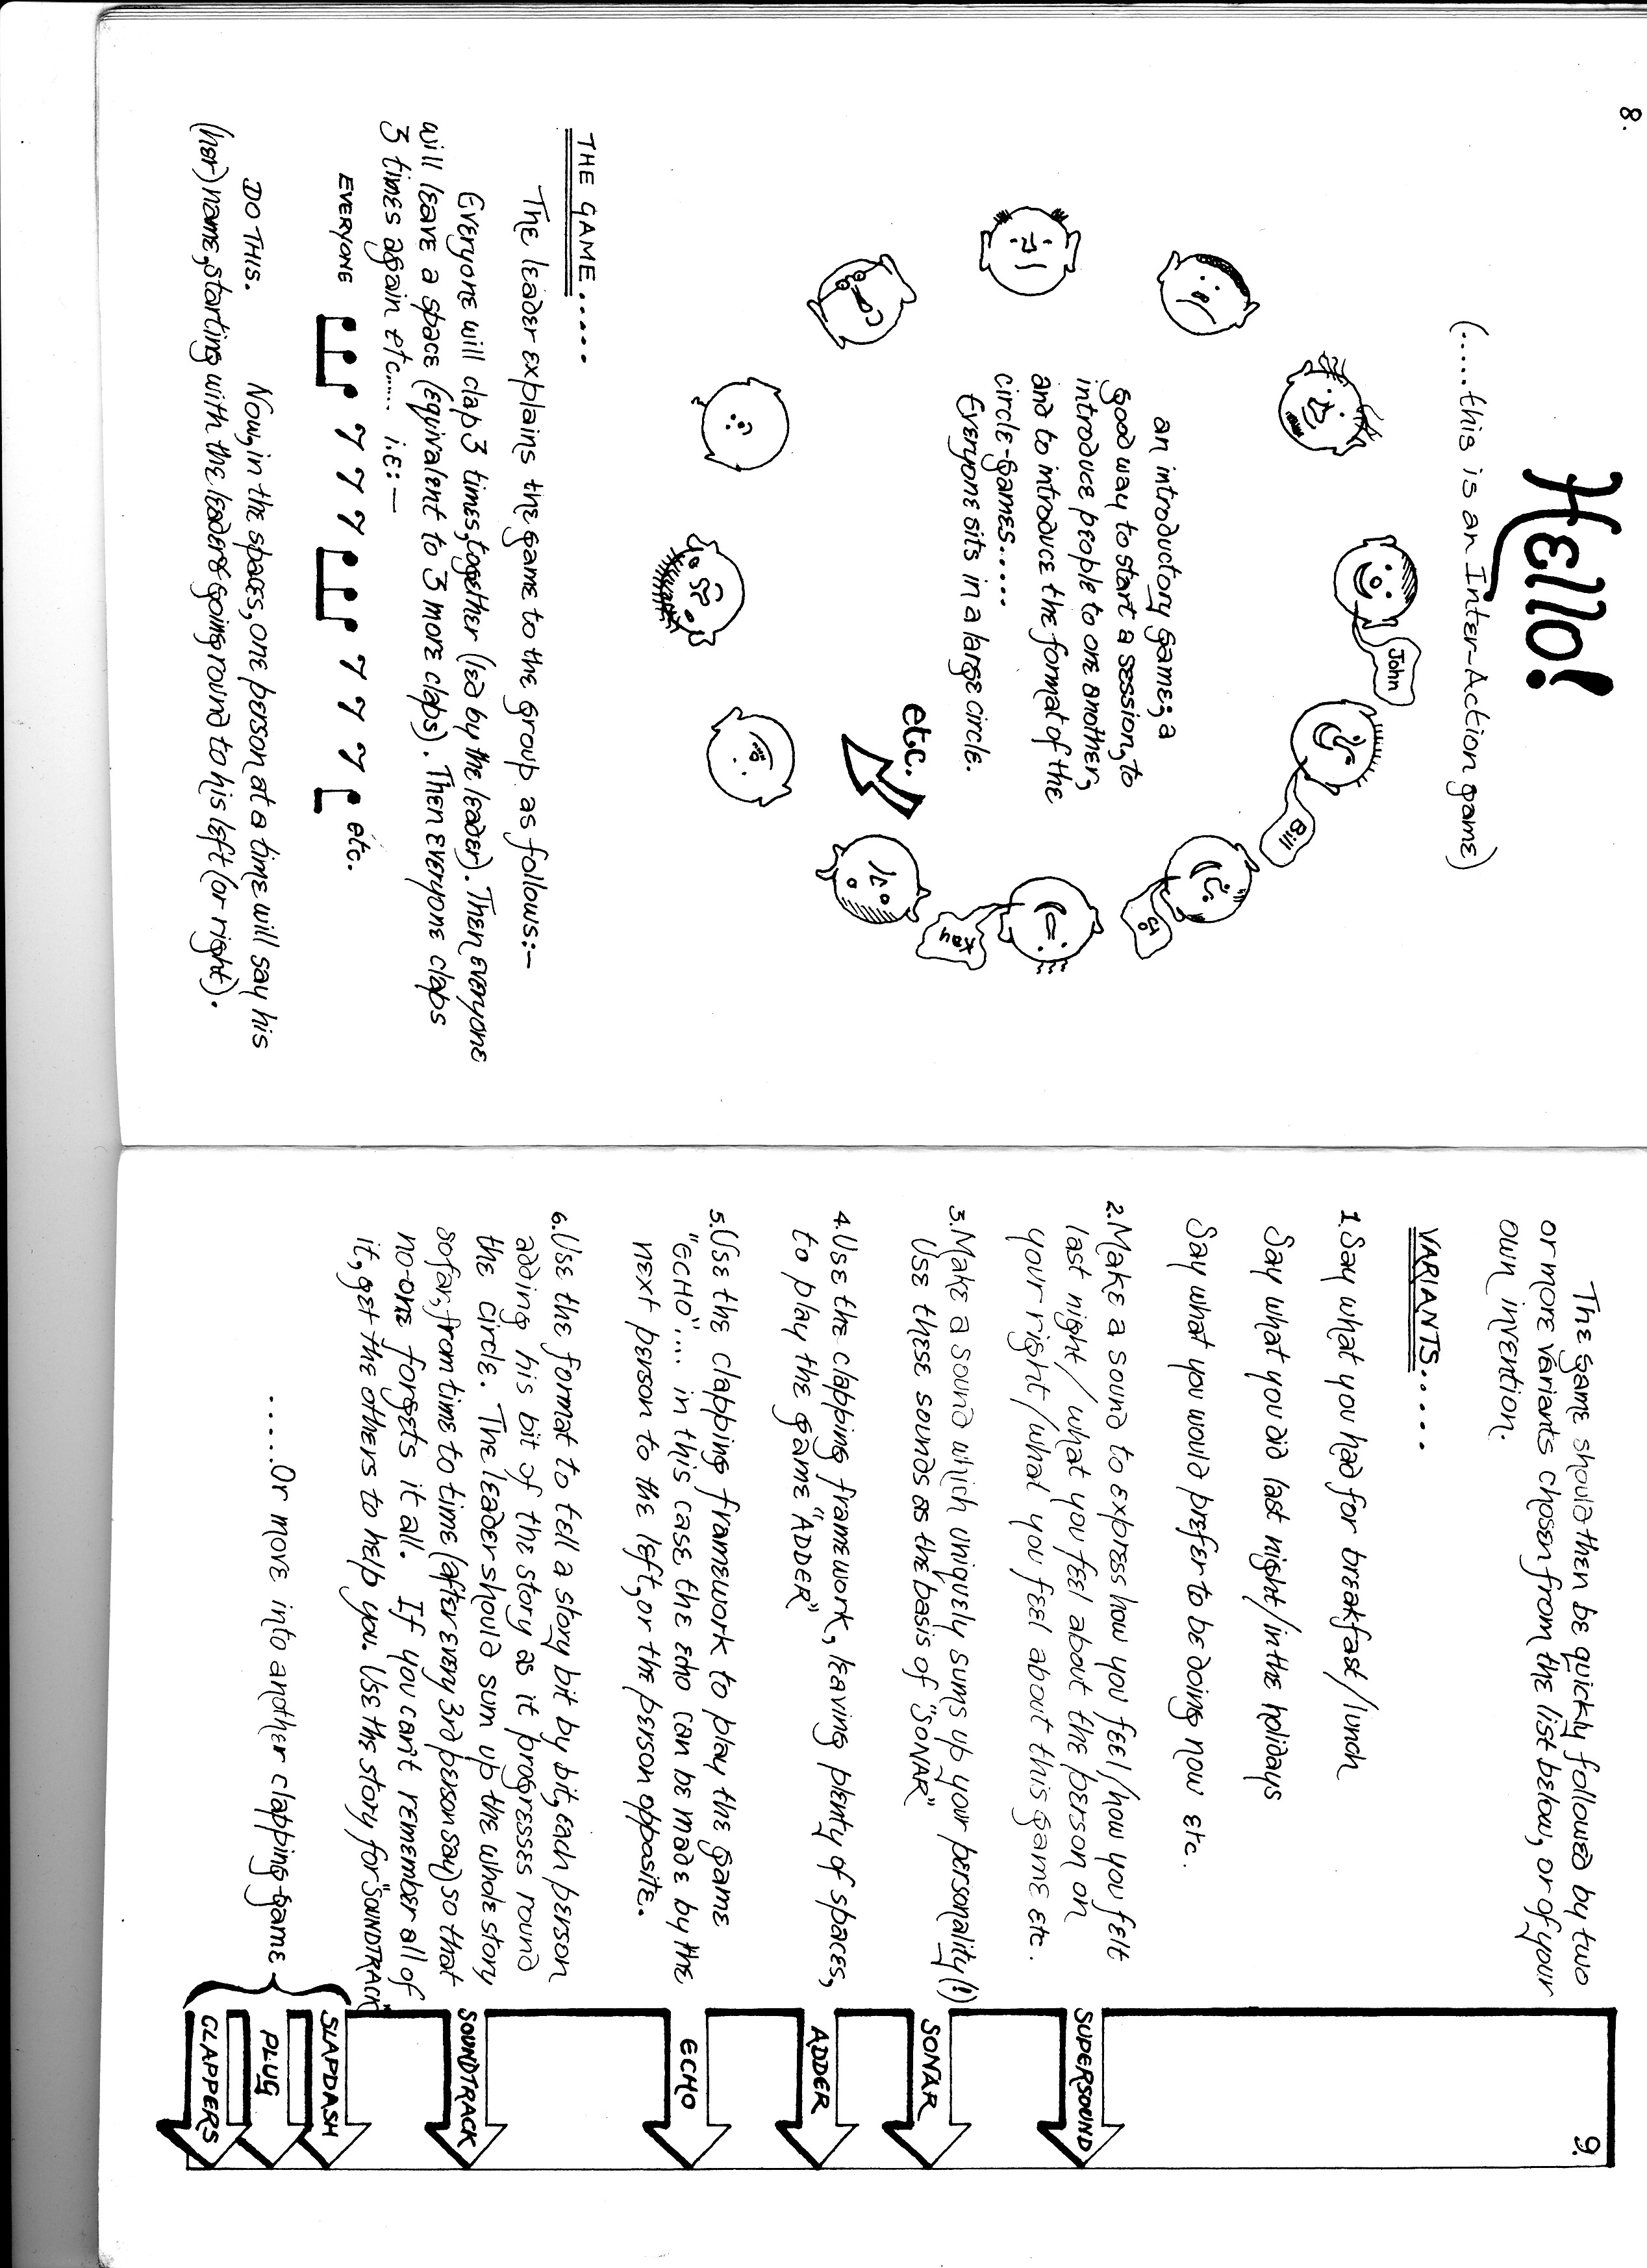 8.
Hello!
(.....this is an Inter-Action game)
John
Bill
Jo
Kay
etc.
an introductory game; a
good way to start a session, to
introduce people to one another,
and to introduce the format of the
circle-games.....
Everyone sits in a large circle.
THE GAME.....
The leader explains the game to the group as follows:-
Everyone will clap 3 times, together (led by the leader). Then everyone
will leave a space (equivalent to 3 more claps). Then everyone claps
3 times again etc..... i.e:-
EVERYONE etc.
DO THIS. Now, in the spaces, one person at a time will say his
(her) name, starting with the leader & going round to his left (or right).
9.
The game should then be quickly followed by two
or more variants chosen from the list below, or of your
own invention.
VARIANTS.....
1. Say what you had for breakfast/lunch
Say what you did last night/in the holidays
Say what you would prefer to be doing now etc.
2. Make a sound to express how you feel/how you felt
last night/what you feel about the person on
your right/what you feel about this game etc.
SUPERSOUND
3. Make a sound which uniquely sums up your personality(!)
Use these sounds as the basis of "SONAR"
SONAR
4. Use the clapping framework, leaving plenty of spaces,
to play the game "ADDER"
ADDER
5. Use the clapping framework to play the game
"ECHO".... in this case the echo can be made by the
next person to the left, or the person opposite.
ECHO
6. Use the format to tell a story bit by bit, each person
adding his bit of the story as it progresses round
the circle. The leader should sum up the whole story
sofar, from time to time (after every 3rd person say) so that
no-one forgets it all. If you can't remember all of
it, get the others to help you. Use the story for "SOUNDTRACK"
SOUNDTRACK
.....Or move into another clapping game
SLAPDASH
PLUG
CLAPPERS